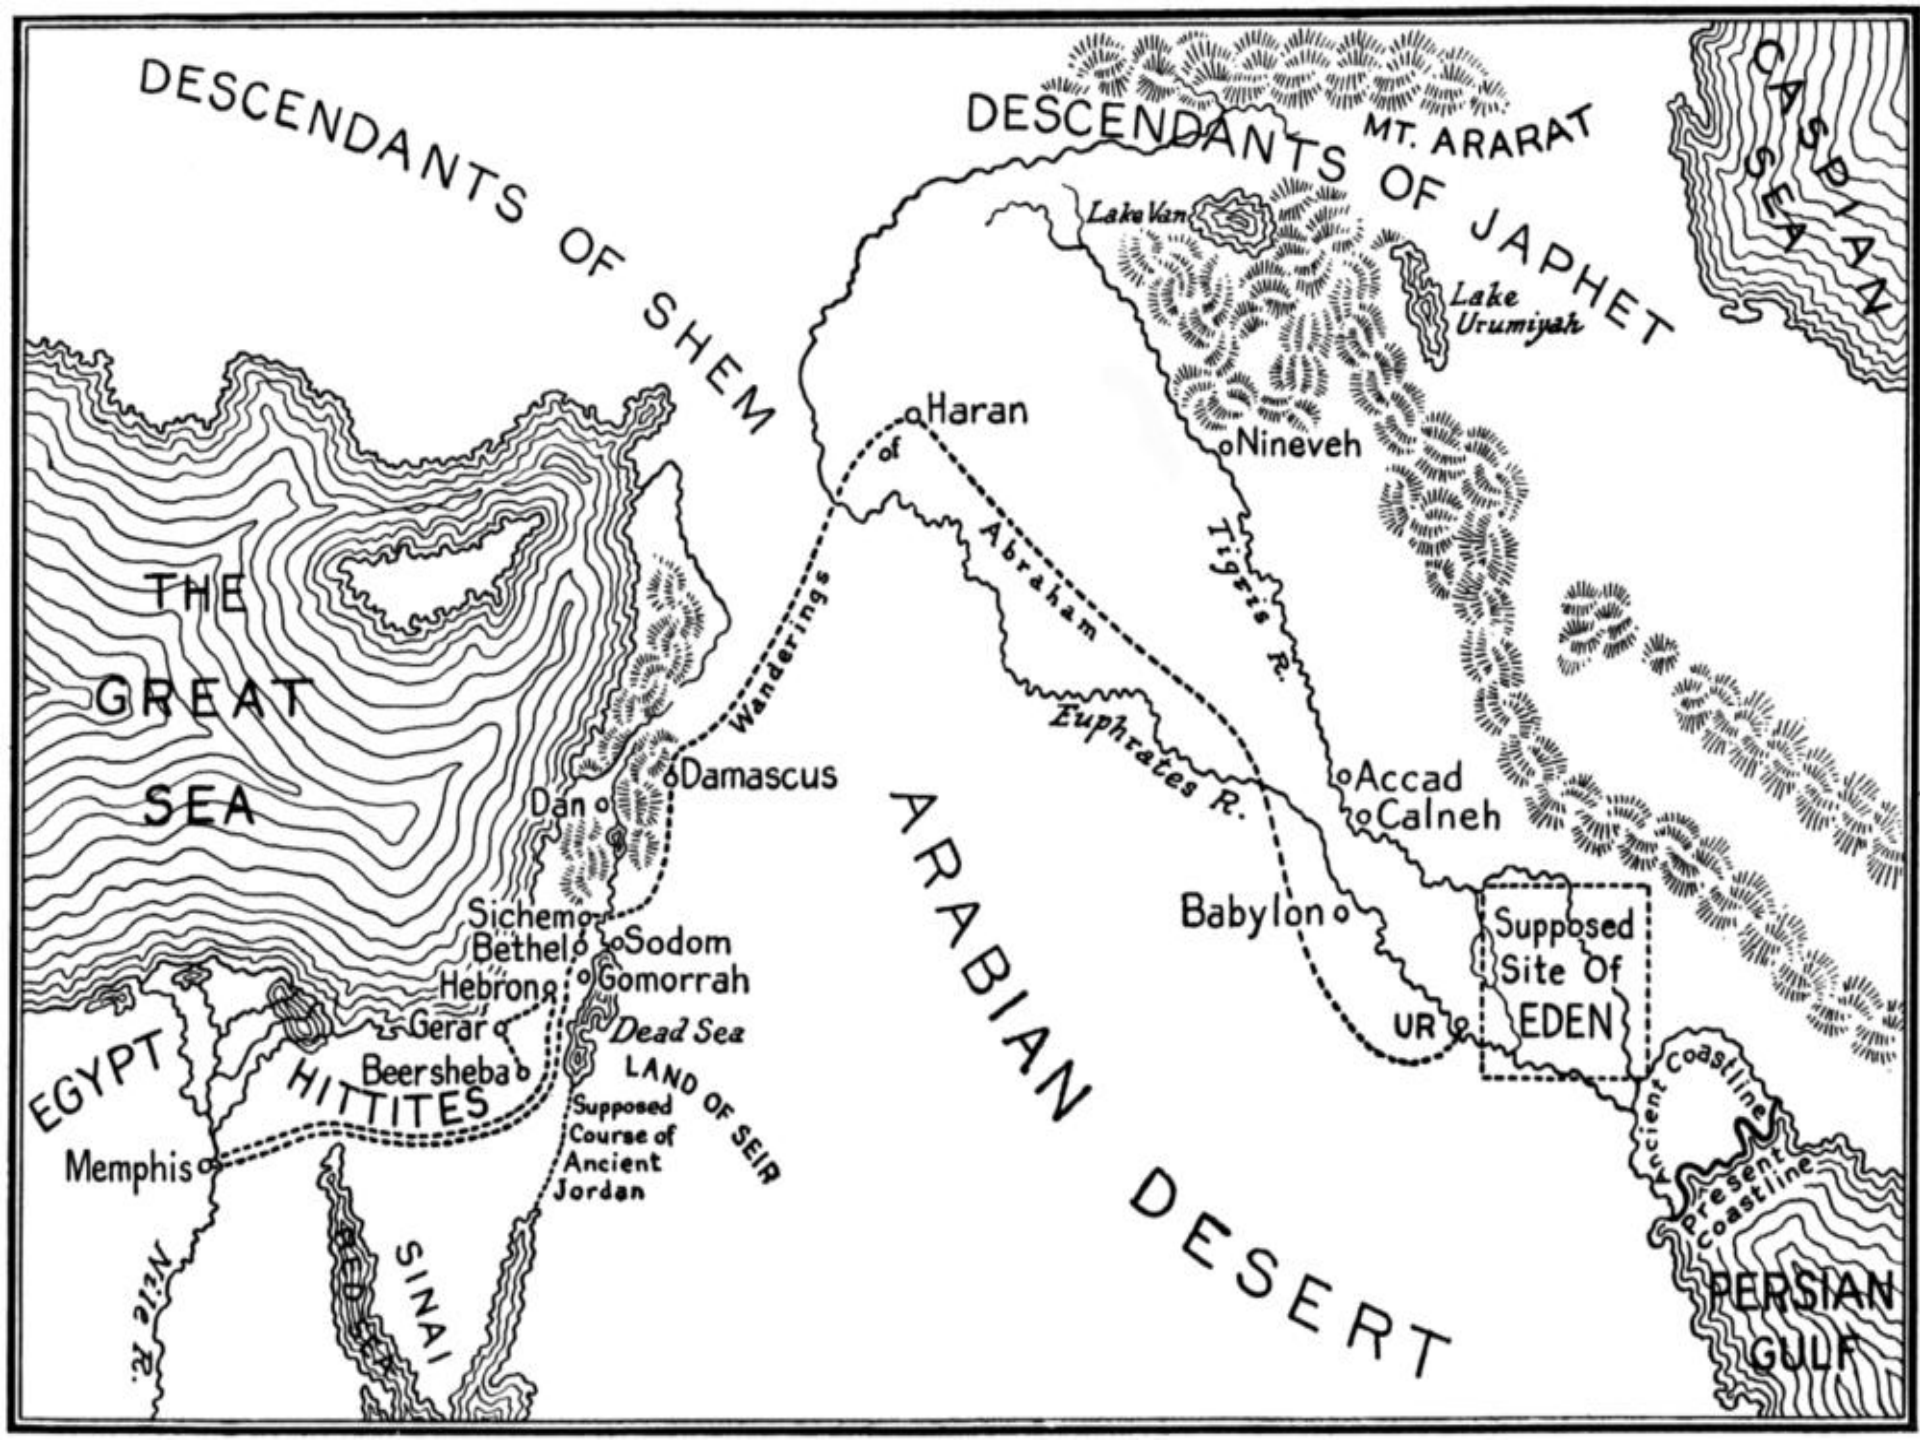 DESCENDANTS OF SHEM
DESCENDANTS OF JAPHET
MT. ARARAT
CASPIAN
SEA
Lake Van
Lake
Urumiyah
Haran
Nineveh
Wanderings
of
Abraham
Tigris R.
Euphrates R.
THE
GREAT
SEA
Damascus
Dan
Accad
Calneh
Sichem
Bethel
Sodom
Hebron
Gomorrah
Gerar
Dead Sea
Beersheba
LAND OF SEIR
Babylon
UR
Supposed
Site Of
EDEN
ARABIAN DESERT
EGYPT
HITTITES
Memphis
Supposed
Course of
Ancient
Jordan
Nile R.
RED SEA
SINAI
Ancient Coastline
Present
Coastline
PERSIAN
GULF